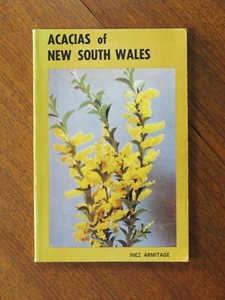 ACACIAS of
NEW SOUTH WALES
INEZ ARMITAGE